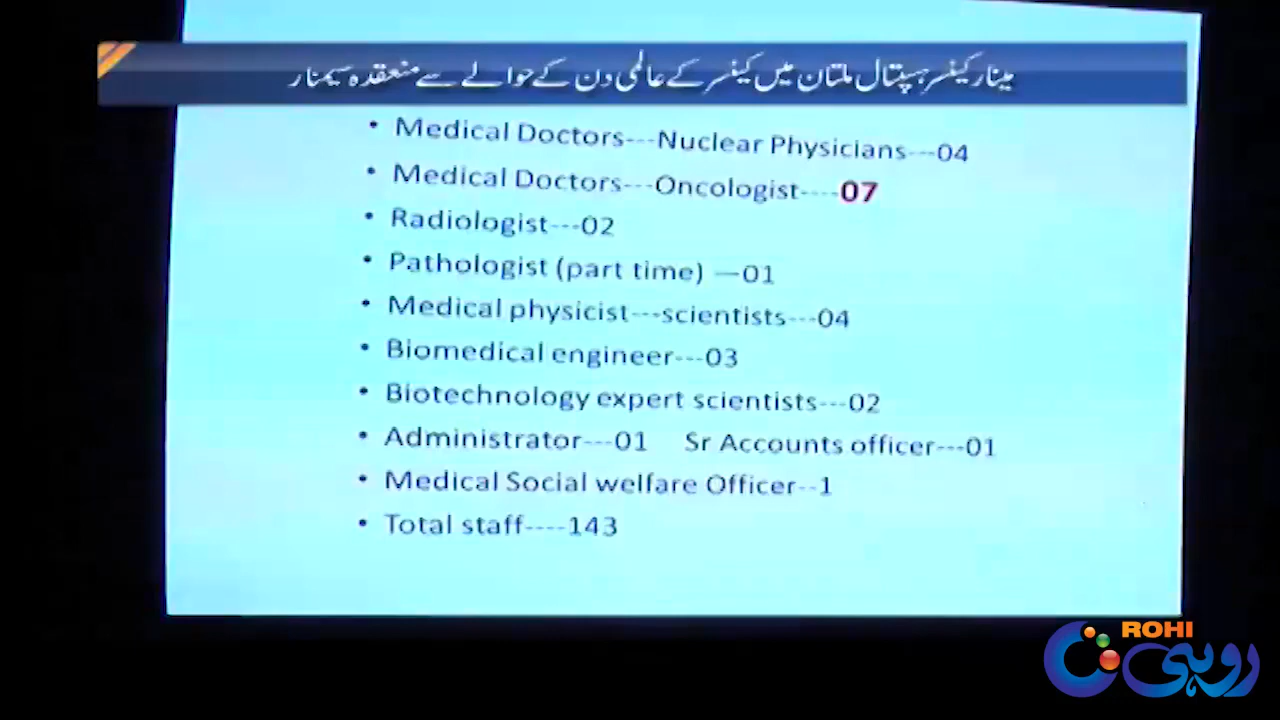 مینار کینسر ہسپتال ملتان میں کینسر کے عالمی دن کے حوالے سے منعقدہ سیمنار
• Medical Doctors---Nuclear Physicians---04
• Medical Doctors---Oncologist----07
• Radiologist---02
• Pathologist (part time) —01
• Medical physicist---scientists---04
• Biomedical engineer---03
• Biotechnology expert scientists---02
• Administrator---01 Sr Accounts officer---01
• Medical Social welfare Officer--1
• Total staff----143
ROHI
روہی